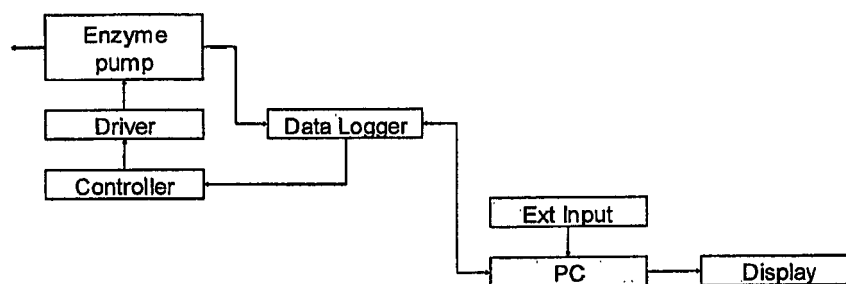 Enzyme
pump
Driver
Data Logger
Controller
Ext Input
PC
Display